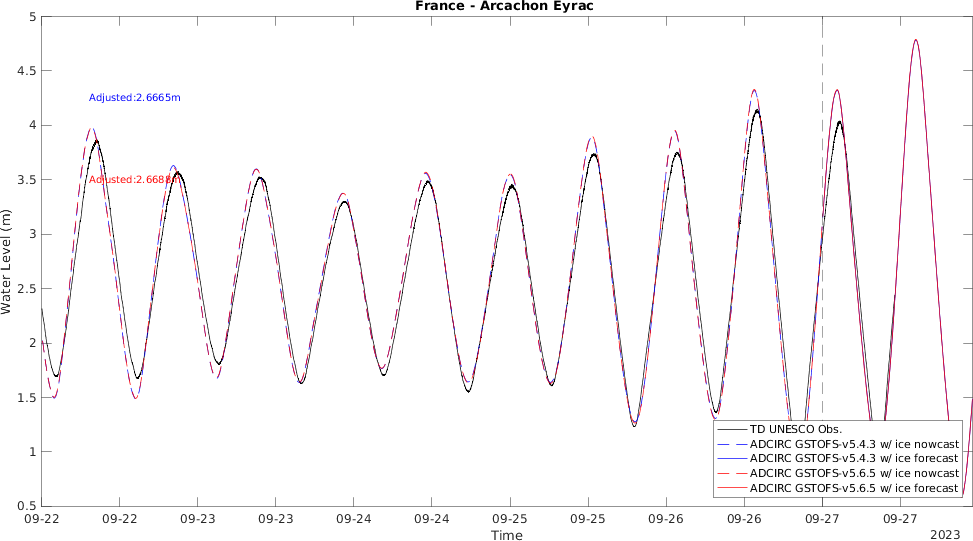 France - Arcachon Eyrac
5
4.5
4
3.5
3
2.5
2
1.5
1
0.5
Water Level (m)
Adjusted:2.6665m
TD UNESCO Obs.
ADCIRC GSTOFS-v5.4.3 w/ ice nowcast
ADCIRC GSTOFS-v5.4.3 w/ ice forecast
ADCIRC GSTOFS-v5.6.5 w/ ice nowcast
ADCIRC GSTOFS-v5.6.5 w/ ice forecast
09-22 09-22 09-23 09-23 09-24 09-24 09-25 09-25 09-26 09-26 09-27 09-27
Time
2023